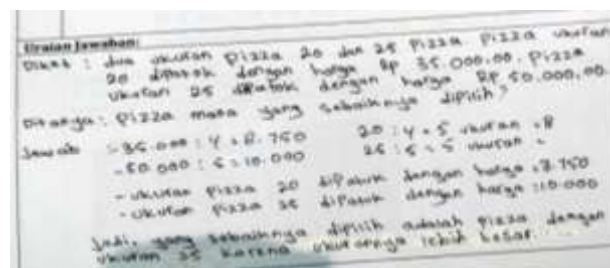 Uraian Jawaban:
Diket : dua ukuran pizza 20 dan 25 pizza pizza ukuran
20 dipatok dengan harga Rp 35.000,00. Pizza
ukuran 25 dipatok dengan harga Rp 50.000,00.
Ditanya: Pizza mana yang sebaiknya dipilih?
Jawab - 35.000 : 4 = 8.750 20 : 4 = 5 ukuran =
- 50.000 : 5 = 10.000 25 : 5 = 5 ukuran =
- ukuran pizza 20 dipatok dengan harga : 8.750
- ukuran pizza 25 dipatok dengan harga : 10.000
Jadi, yang sebaiknya dipilih adalah pizza dengan
ukuran 25 karena ukurannya lebih besar.